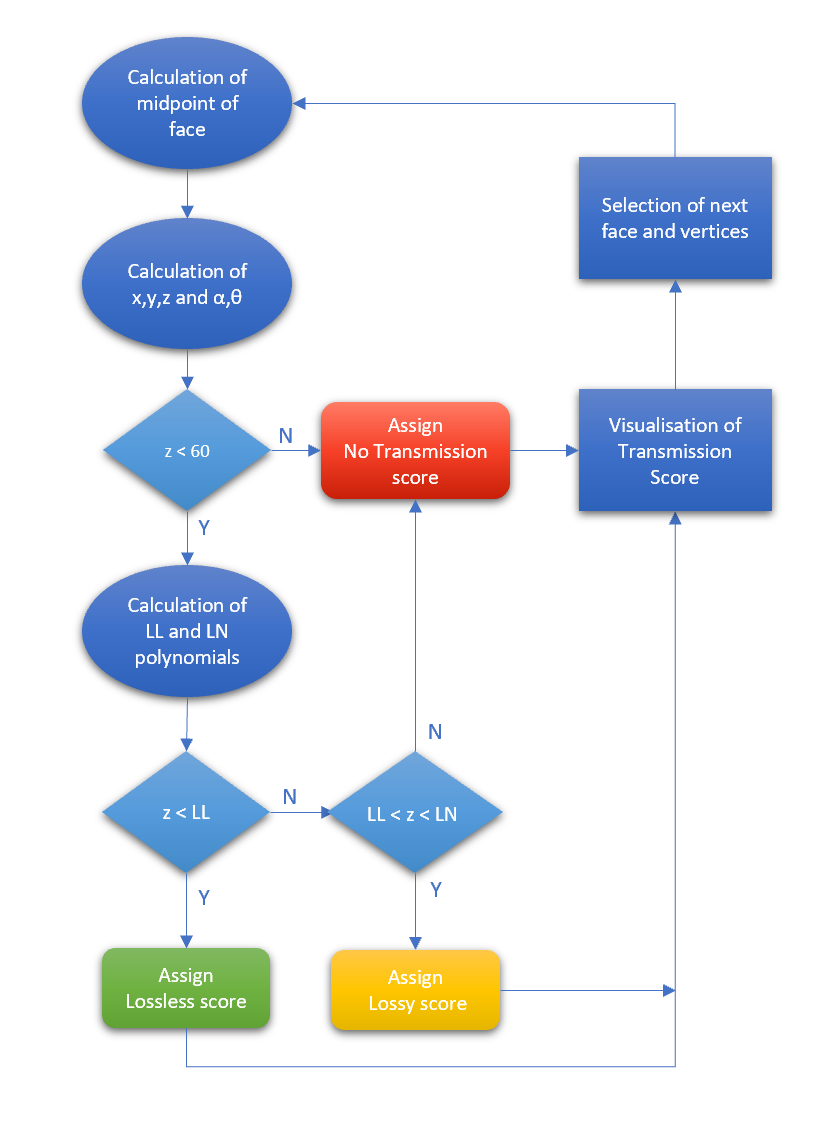 Calculation of
midpoint of
face
Selection of next
face and vertices
Calculation of
x,y,z and α,θ
z < 60
N
Assign
No Transmission
score
Visualisation of
Transmission
Score
Y
Calculation of
LL and LN
polynomials
N
z < LL
N
LL < z < LN
Y
Y
Assign
Lossless score
Assign
Lossy score